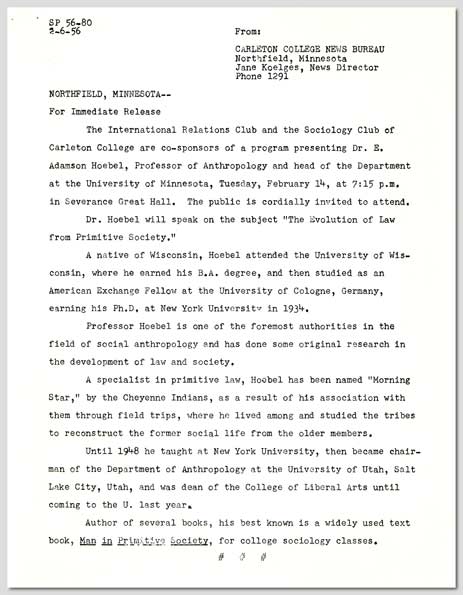 SP 56-80
2-6-56
From:
CARLETON COLLEGE NEWS BUREAU
Northfield, Minnesota
Jane Koelges, News Director
Phone 1291
NORTHFIELD, MINNESOTA--
For Immediate Release
The International Relations Club and the Sociology Club of
Carleton College are co-sponsors of a program presenting Dr. E.
Adamson Hoebel, Professor of Anthropology and head of the Department
at the University of Minnesota, Tuesday, February 14, at 7:15 p.m.
in Severance Great Hall. The public is cordially invited to attend.
Dr. Hoebel will speak on the subject "The Evolution of Law
from Primitive Society."
A native of Wisconsin, Hoebel attended the University of Wis-
consin, where he earned his B.A. degree, and then studied as an
American Exchange Fellow at the University of Cologne, Germany,
earning his Ph.D. at New York University in 1934.
Professor Hoebel is one of the foremost authorities in the
field of social anthropology and has done some original research in
the development of law and society.
A specialist in primitive law, Hoebel has been named "Morning
Star," by the Cheyenne Indians, as a result of his association with
them through field trips, where he lived among and studied the tribes
to reconstruct the former social life from the older members.
Until 1948 he taught at New York University, then became chair-
man of the Department of Anthropology at the University of Utah, Salt
Lake City, Utah, and was dean of the College of Liberal Arts until
coming to the U. last year.
Author of several books, his best known is a widely used text
book, Man in Primitive Society, for college sociology classes.
# # #